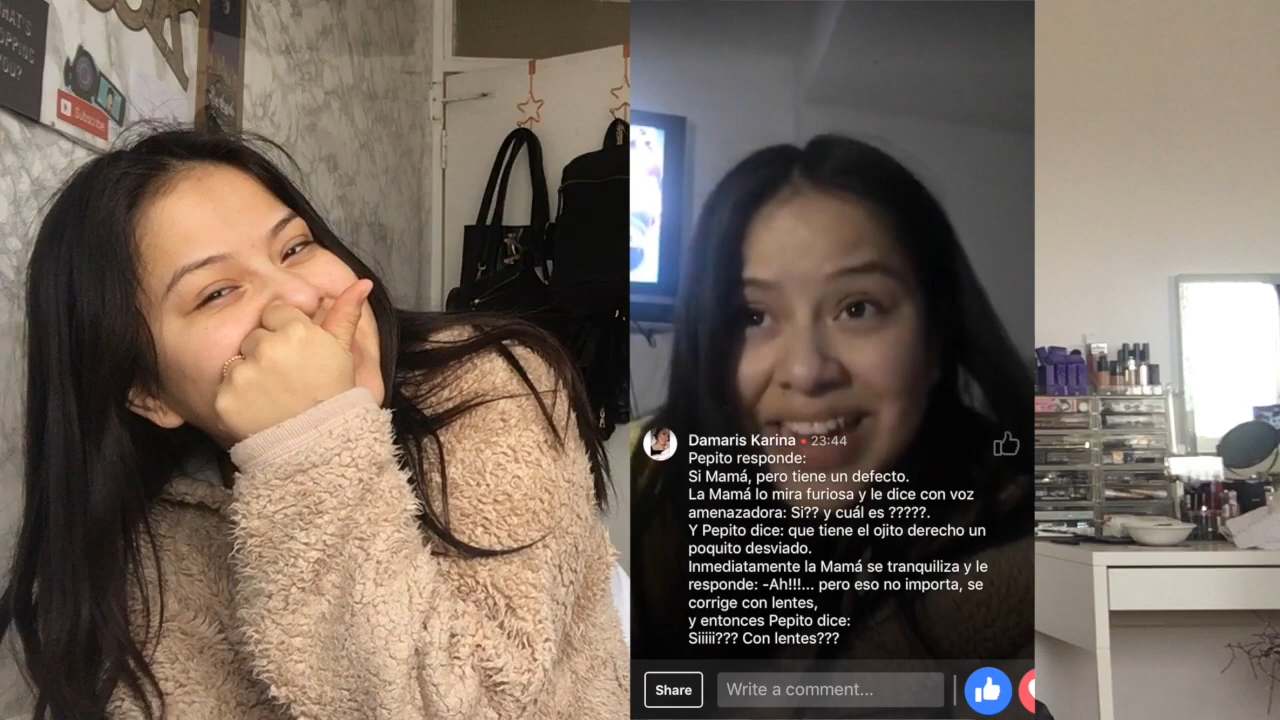 WHAT'S
YOU?
Subscribe
Damaris Karina • 23:44
Pepito responde:
Si Mamá, pero tiene un defecto.
La Mamá lo mira furiosa y le dice con voz
amenazadora: Si?? y cuál es ?????.
Y Pepito dice: que tiene el ojito derecho un
poquito desviado.
Inmediatamente la Mamá se tranquiliza y le
responde: -Ah!!!... pero eso no importa, se
corrige con lentes,
y entonces Pepito dice:
Siiiii??? Con lentes???
Share
Write a comment...